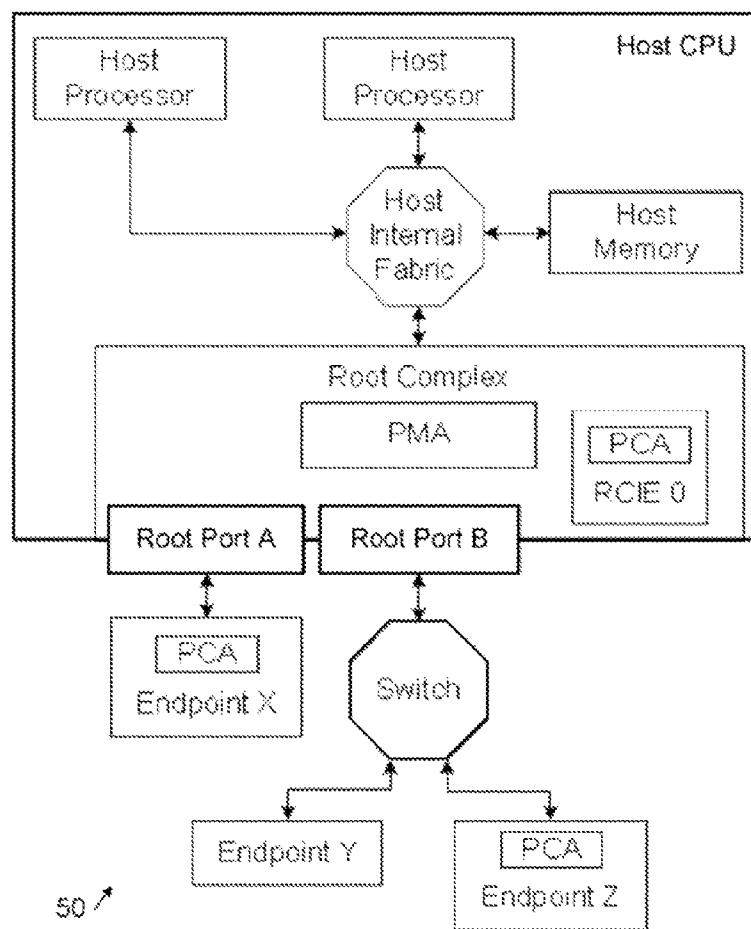 Host CPU
Host
Processor
Host
Processor
Host
Internal
Fabric
Host
Memory
Root Complex
PMA
PCA
RCIE 0
Root Port A
Root Port B
PCA
Endpoint X
Switch
Endpoint Y
PCA
Endpoint Z
50